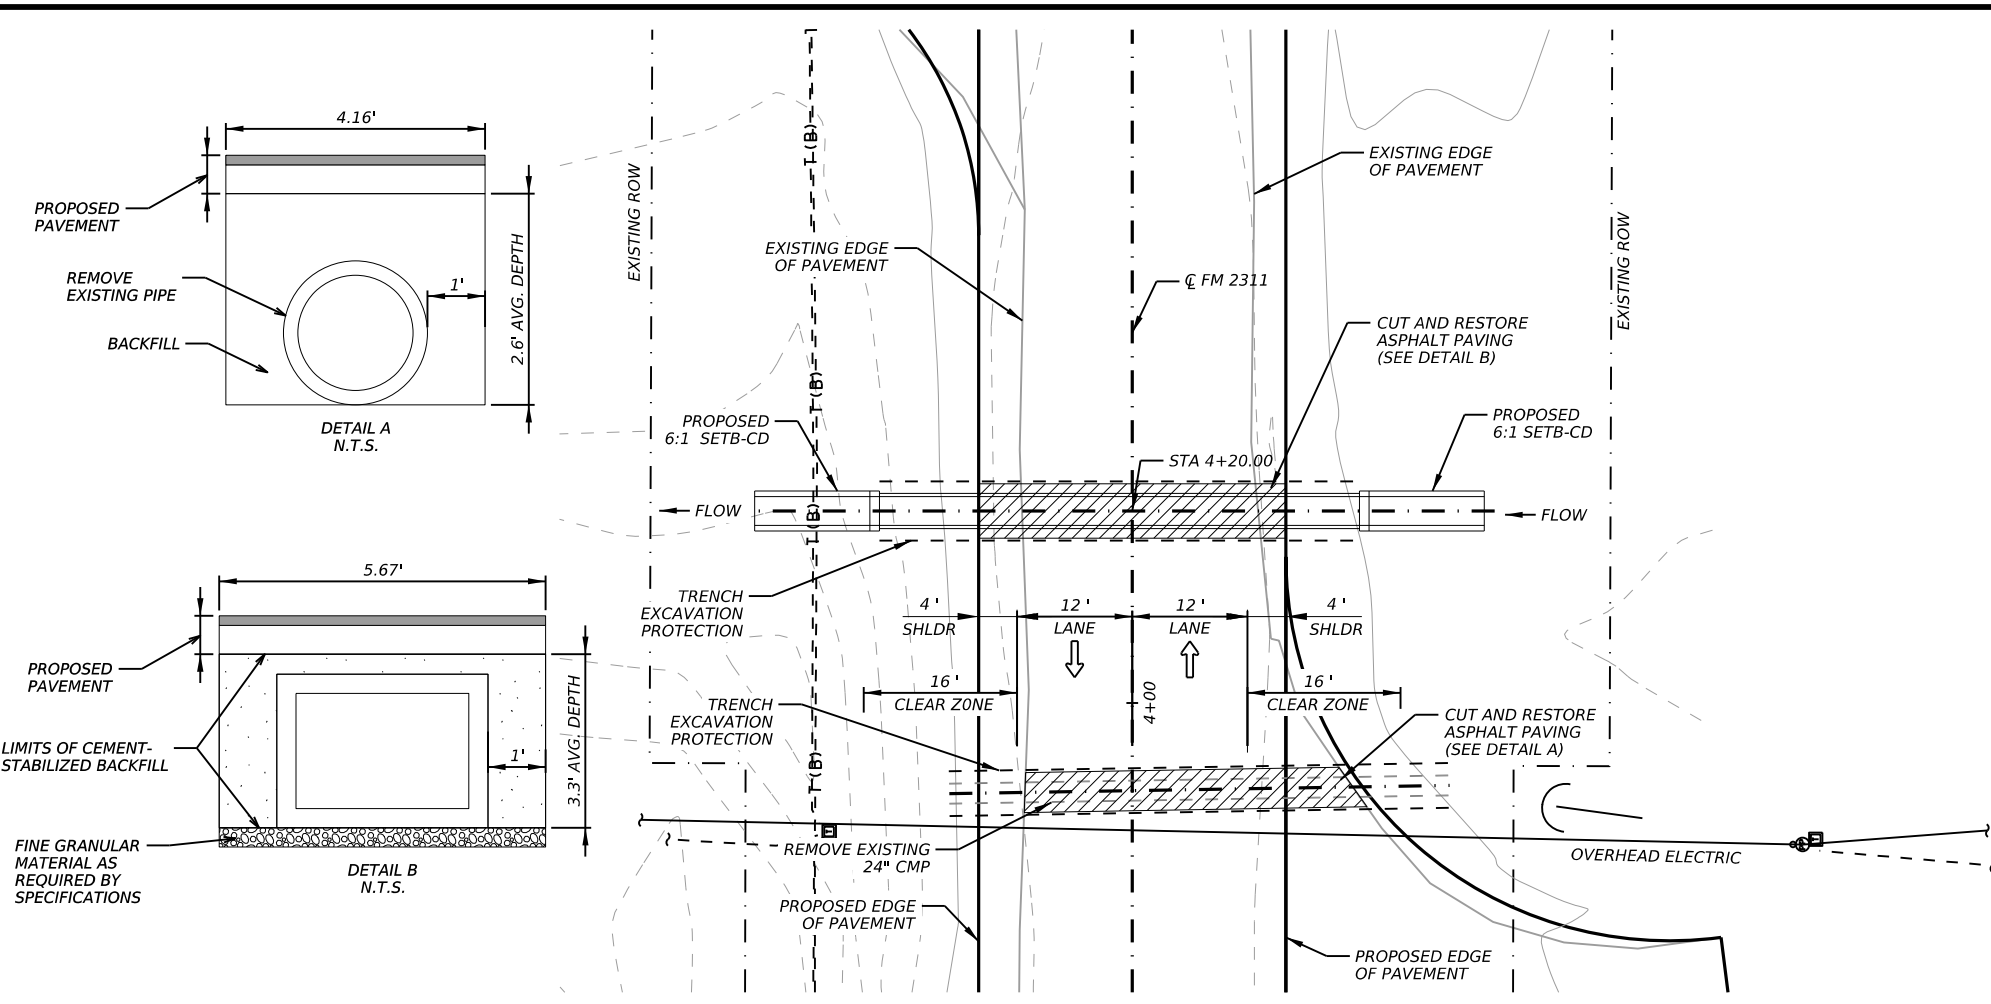 4.16'
PROPOSED
PAVEMENT
REMOVE
EXISTING PIPE
BACKFILL
1'
2.6' AVG. DEPTH
DETAIL A
N.T.S.
5.67'
PROPOSED
PAVEMENT
LIMITS OF CEMENT-
STABILIZED BACKFILL
1'
3.3' AVG. DEPTH
FINE GRANULAR
MATERIAL AS
REQUIRED BY
SPECIFICATIONS
DETAIL B
N.T.S.
EXISTING ROW
T(B)
EXISTING EDGE
OF PAVEMENT
EXISTING EDGE
OF PAVEMENT
EXISTING ROW
℄ FM 2311
CUT AND RESTORE
ASPHALT PAVING
(SEE DETAIL B)
T(B)
PROPOSED
6:1 SETB-CD
PROPOSED
6:1 SETB-CD
STA 4+20.00
FLOW
T(B)
FLOW
TRENCH
EXCAVATION
PROTECTION
4'
SHLDR
12'
LANE
12'
LANE
4'
SHLDR
16'
CLEAR ZONE
4+00
16'
CLEAR ZONE
TRENCH
EXCAVATION
PROTECTION
CUT AND RESTORE
ASPHALT PAVING
(SEE DETAIL A)
T(B)
T
REMOVE EXISTING
24" CMP
T
OVERHEAD ELECTRIC
PROPOSED EDGE
OF PAVEMENT
PROPOSED EDGE
OF PAVEMENT